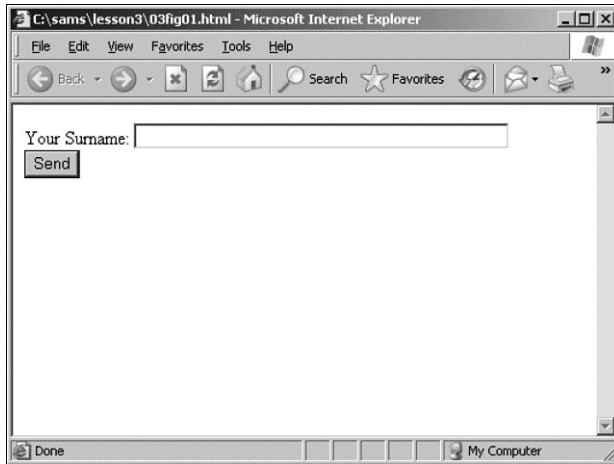 C:\sams\lesson3\03fig01.html - Microsoft Internet Explorer
File Edit View Favorites Tools Help
Back Search Favorites »
Your Surname:
Send
Done My Computer